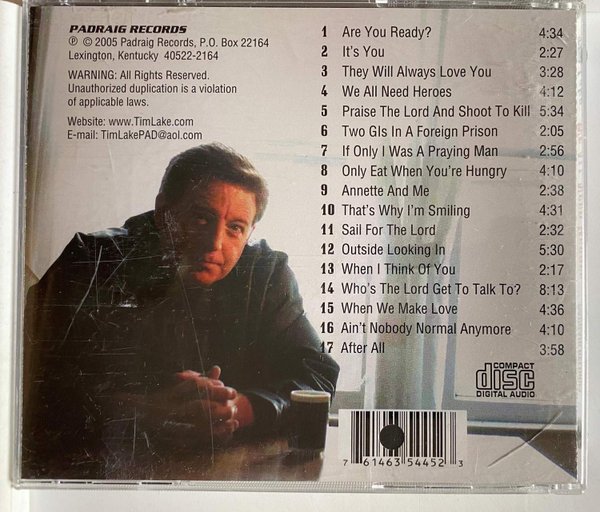 PADRAIG RECORDS
℗ © 2005 Padraig Records, P.O. Box 22164
Lexington, Kentucky 40522-2164
WARNING: All Rights Reserved.
Unauthorized duplication is a violation
of applicable laws.
Website: www.TimLake.com
E-mail: TimLakePAD@aol.com
1 Are You Ready? 4:34
2 It's You 2:27
3 They Will Always Love You 3:28
4 We All Need Heroes 4:12
5 Praise The Lord And Shoot To Kill 5:34
6 Two GIs In A Foreign Prison 2:05
7 If Only I Was A Praying Man 2:56
8 Only Eat When You're Hungry 4:10
9 Annette And Me 2:38
10 That's Why I'm Smiling 4:31
11 Sail For The Lord 2:32
12 Outside Looking In 5:30
13 When I Think Of You 2:17
14 Who's The Lord Get To Talk To? 8:13
15 When We Make Love 4:36
16 Ain't Nobody Normal Anymore 4:10
17 After All 3:58
COMPACT
disc
DIGITAL AUDIO
7 61463 54452 3